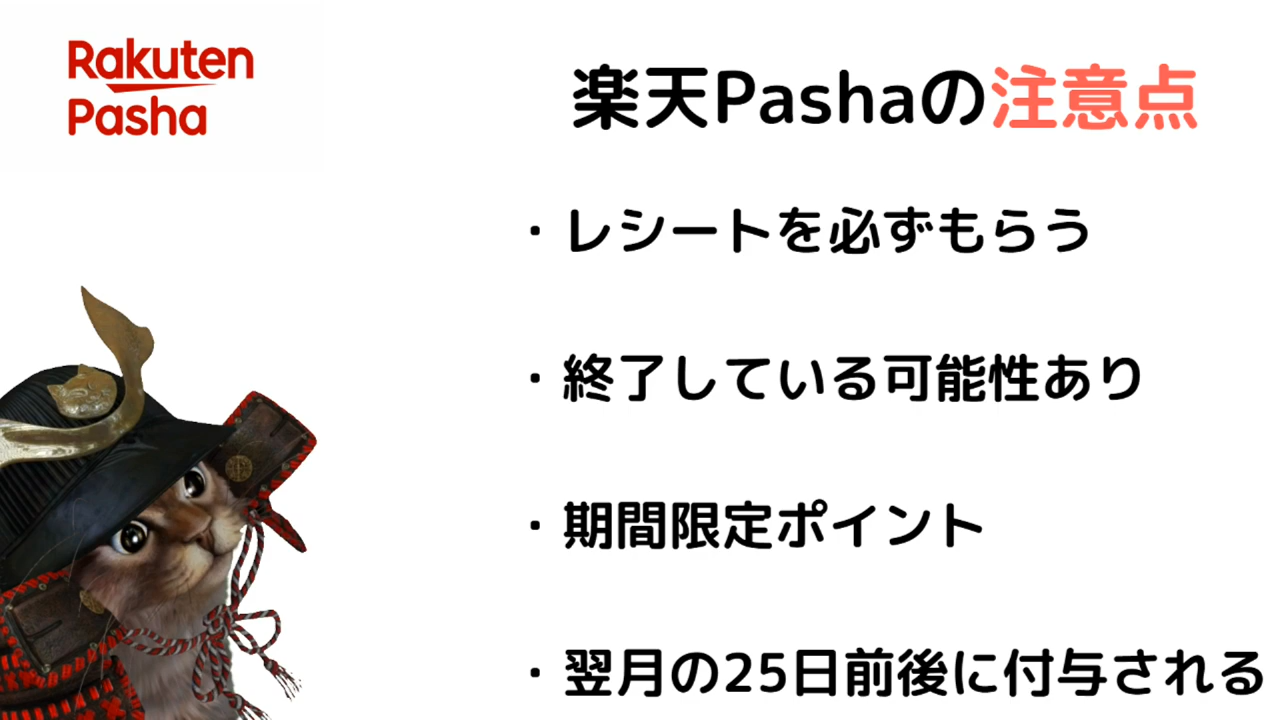 Rakuten
Pasha
楽天Pashaの注意点
・レシートを必ずもらう
・終了している可能性あり
・期間限定ポイント
・翌月の25日前後に付与される